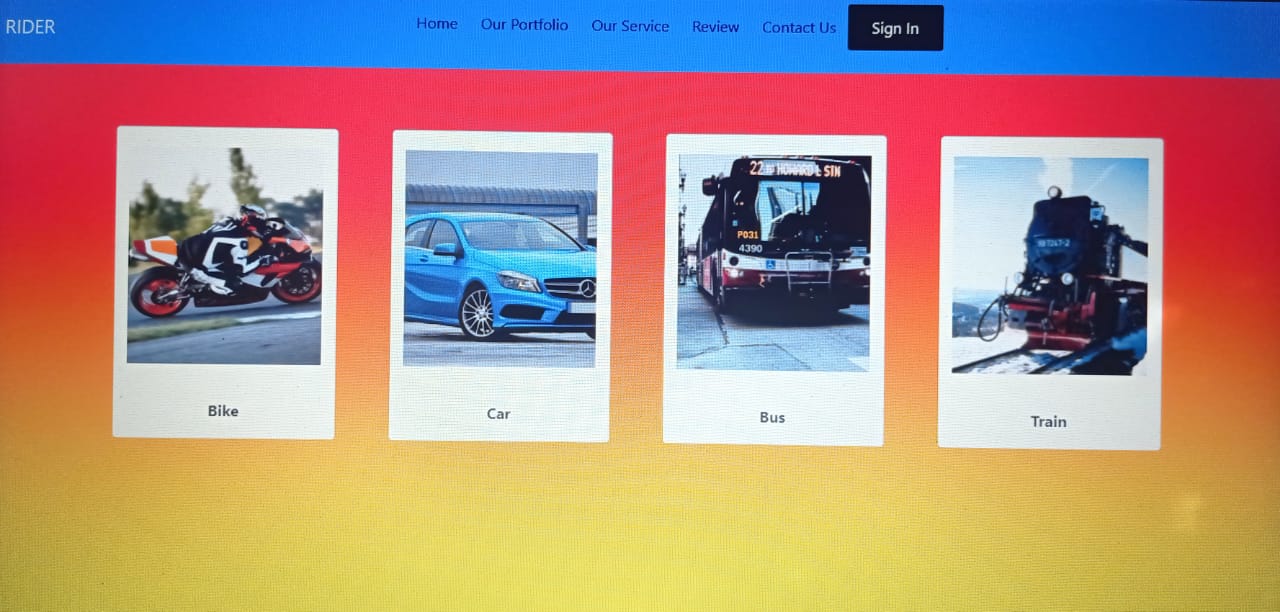 RIDER
Home Our Portfolio Our Service Review Contact Us Sign In
22 HOWARD
P031
4390
Bike
Car
Bus
Train